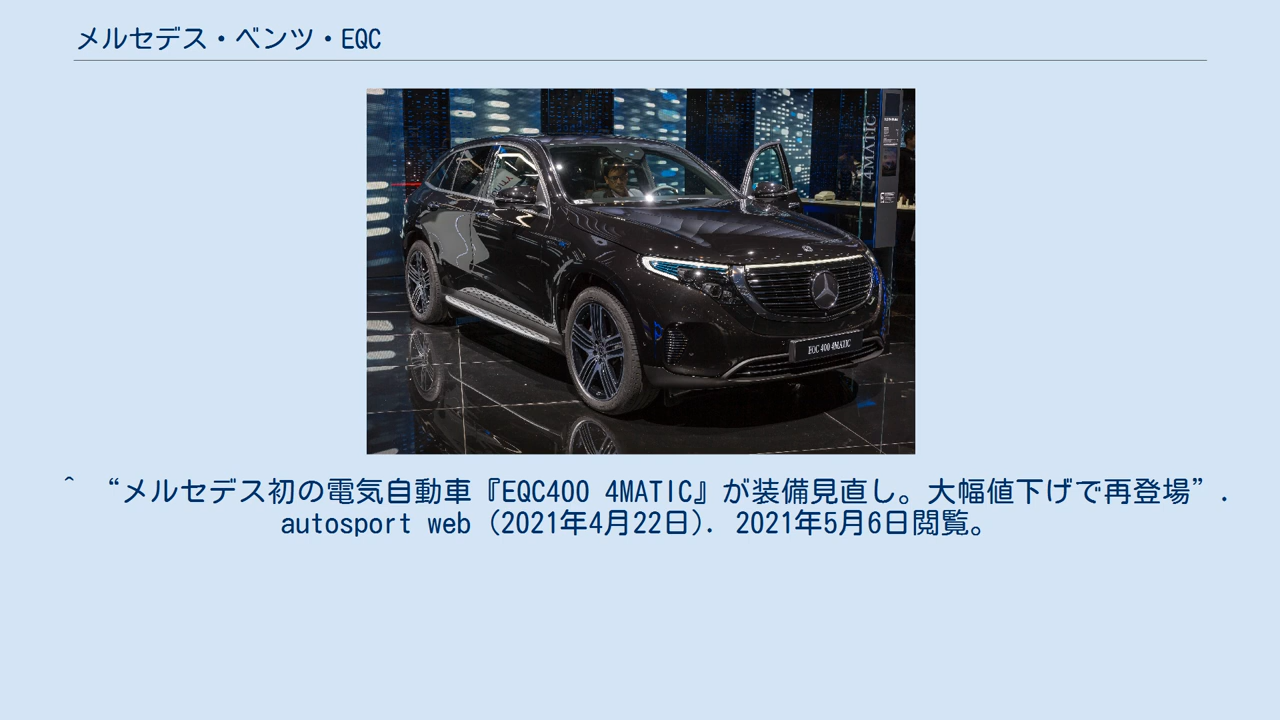 メルセデス・ベンツ・EQC
4MATIC
EQC 400 4MATIC
^ “メルセデス初の電気自動車『EQC400 4MATIC』が装備見直し。大幅値下げで再登場”.
autosport web (2021年4月22日). 2021年5月6日閲覧。